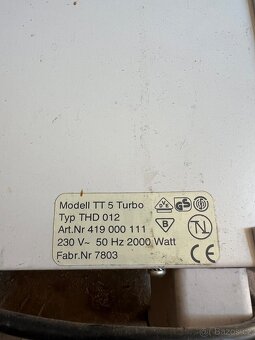 Modell TT 5 Turbo
Typ THD 012
Art.Nr 419 000 111
230 V~ 50 Hz 2000 Watt
Fabr.Nr 7803
GS
B
CE